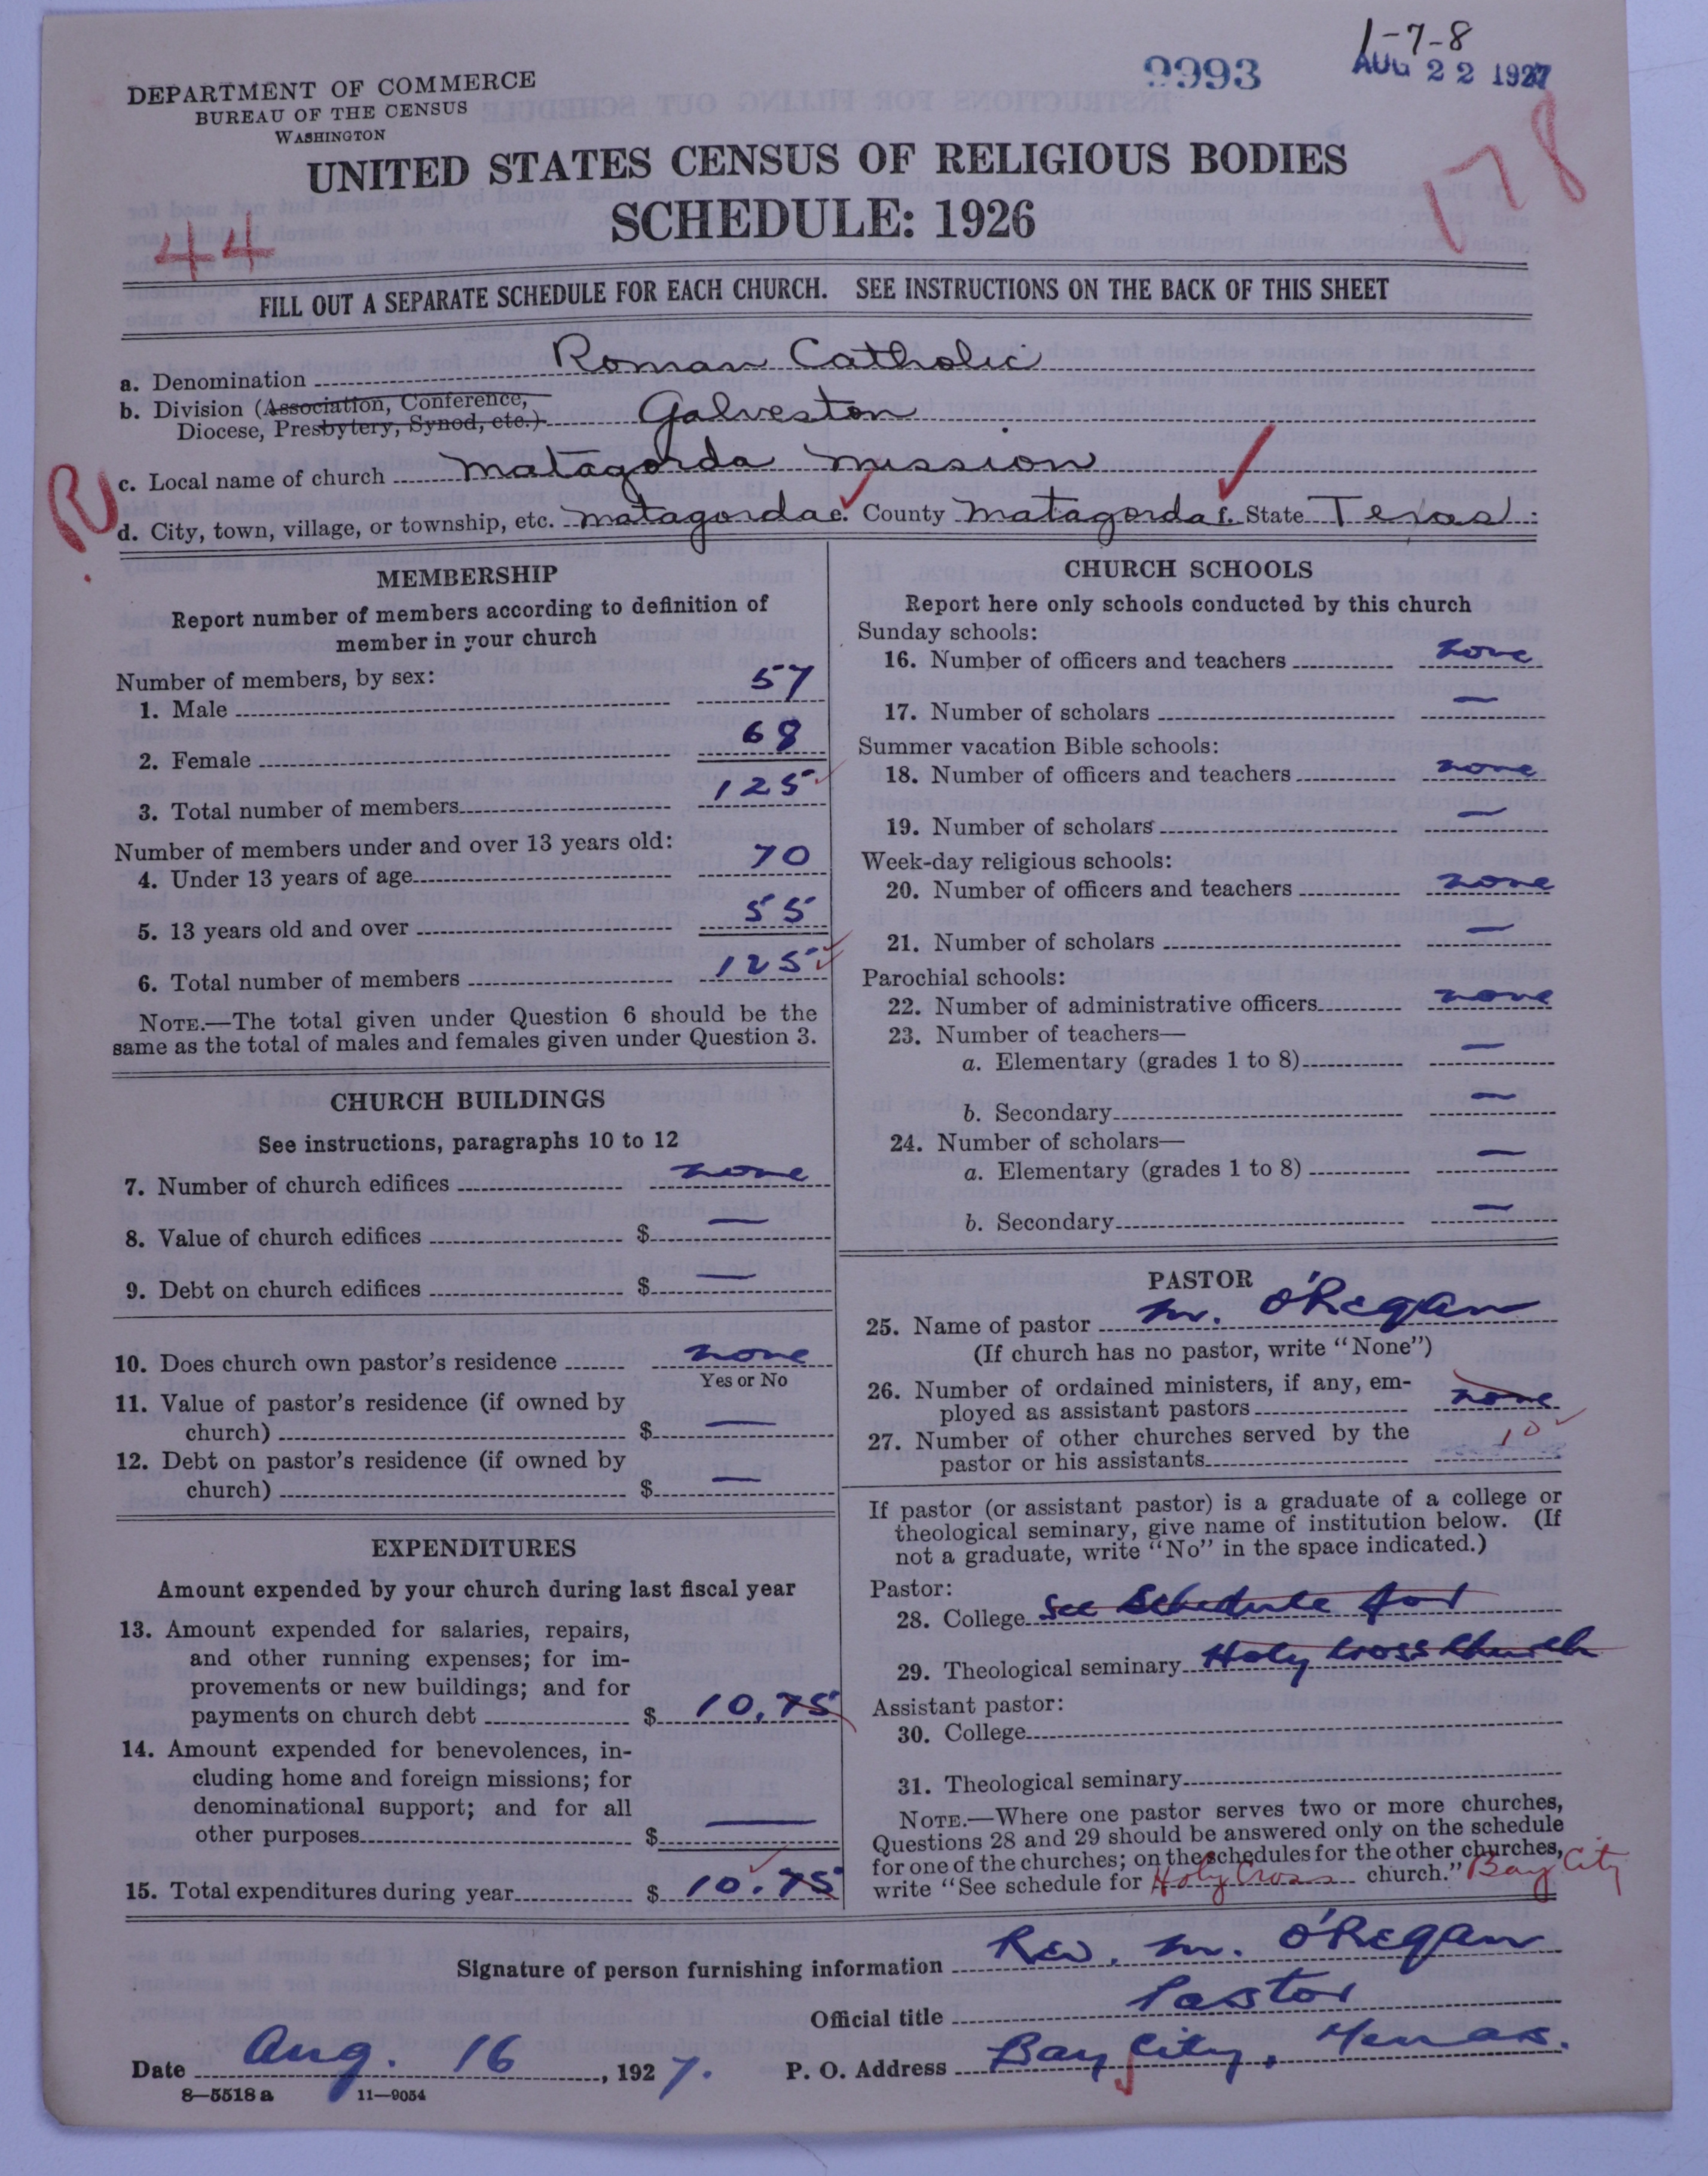 1-7-8
9993
AUG 22 1927
DEPARTMENT OF COMMERCE
BUREAU OF THE CENSUS
WASHINGTON
UNITED STATES CENSUS OF RELIGIOUS BODIES
SCHEDULE: 1926
44
178
FILL OUT A SEPARATE SCHEDULE FOR EACH CHURCH. SEE INSTRUCTIONS ON THE BACK OF THIS SHEET
a. Denomination Roman Catholic
b. Division (Association, Conference,
Diocese, Presbytery, Synod, etc.) Galveston
R
c. Local name of church Matagorda Mission
d. City, town, village, or township, etc. Matagorda e. County Matagorda f. State Texas
MEMBERSHIP
Report number of members according to definition of
member in your church
Number of members, by sex:
1. Male 57
2. Female 68
3. Total number of members 125
Number of members under and over 13 years old:
4. Under 13 years of age 70
5. 13 years old and over 55
6. Total number of members 125
NOTE.—The total given under Question 6 should be the
same as the total of males and females given under Question 3.
CHURCH BUILDINGS
See instructions, paragraphs 10 to 12
7. Number of church edifices none
8. Value of church edifices $ —
9. Debt on church edifices $ —
10. Does church own pastor's residence none
Yes or No
11. Value of pastor's residence (if owned by
church) $ —
12. Debt on pastor's residence (if owned by
church) $ —
EXPENDITURES
Amount expended by your church during last fiscal year
13. Amount expended for salaries, repairs,
and other running expenses; for im-
provements or new buildings; and for
payments on church debt $ 10.75
14. Amount expended for benevolences, in-
cluding home and foreign missions; for
denominational support; and for all
other purposes $ —
15. Total expenditures during year $ 10.75
CHURCH SCHOOLS
Report here only schools conducted by this church
Sunday schools:
16. Number of officers and teachers none
17. Number of scholars —
Summer vacation Bible schools:
18. Number of officers and teachers none
19. Number of scholars —
Week-day religious schools:
20. Number of officers and teachers none
21. Number of scholars —
Parochial schools:
22. Number of administrative officers none
23. Number of teachers—
a. Elementary (grades 1 to 8) —
b. Secondary —
24. Number of scholars—
a. Elementary (grades 1 to 8) —
b. Secondary —
PASTOR
25. Name of pastor M. O'Regan
(If church has no pastor, write "None")
26. Number of ordained ministers, if any, em-
ployed as assistant pastors none
27. Number of other churches served by the
pastor or his assistants 10
If pastor (or assistant pastor) is a graduate of a college or
theological seminary, give name of institution below. (If
not a graduate, write "No" in the space indicated.)
Pastor:
28. College See Schedule for
29. Theological seminary Holy Cross Church
Assistant pastor:
30. College
31. Theological seminary
NOTE.—Where one pastor serves two or more churches,
Questions 28 and 29 should be answered only on the schedule
for one of the churches; on the schedules for the other churches,
write "See schedule for Holy Cross church." Bay City
Signature of person furnishing information Rev. M. O'Regan
Official title Pastor
Date Aug. 16, 1927. P. O. Address Bay City, Texas.
8—5518a 11—9054